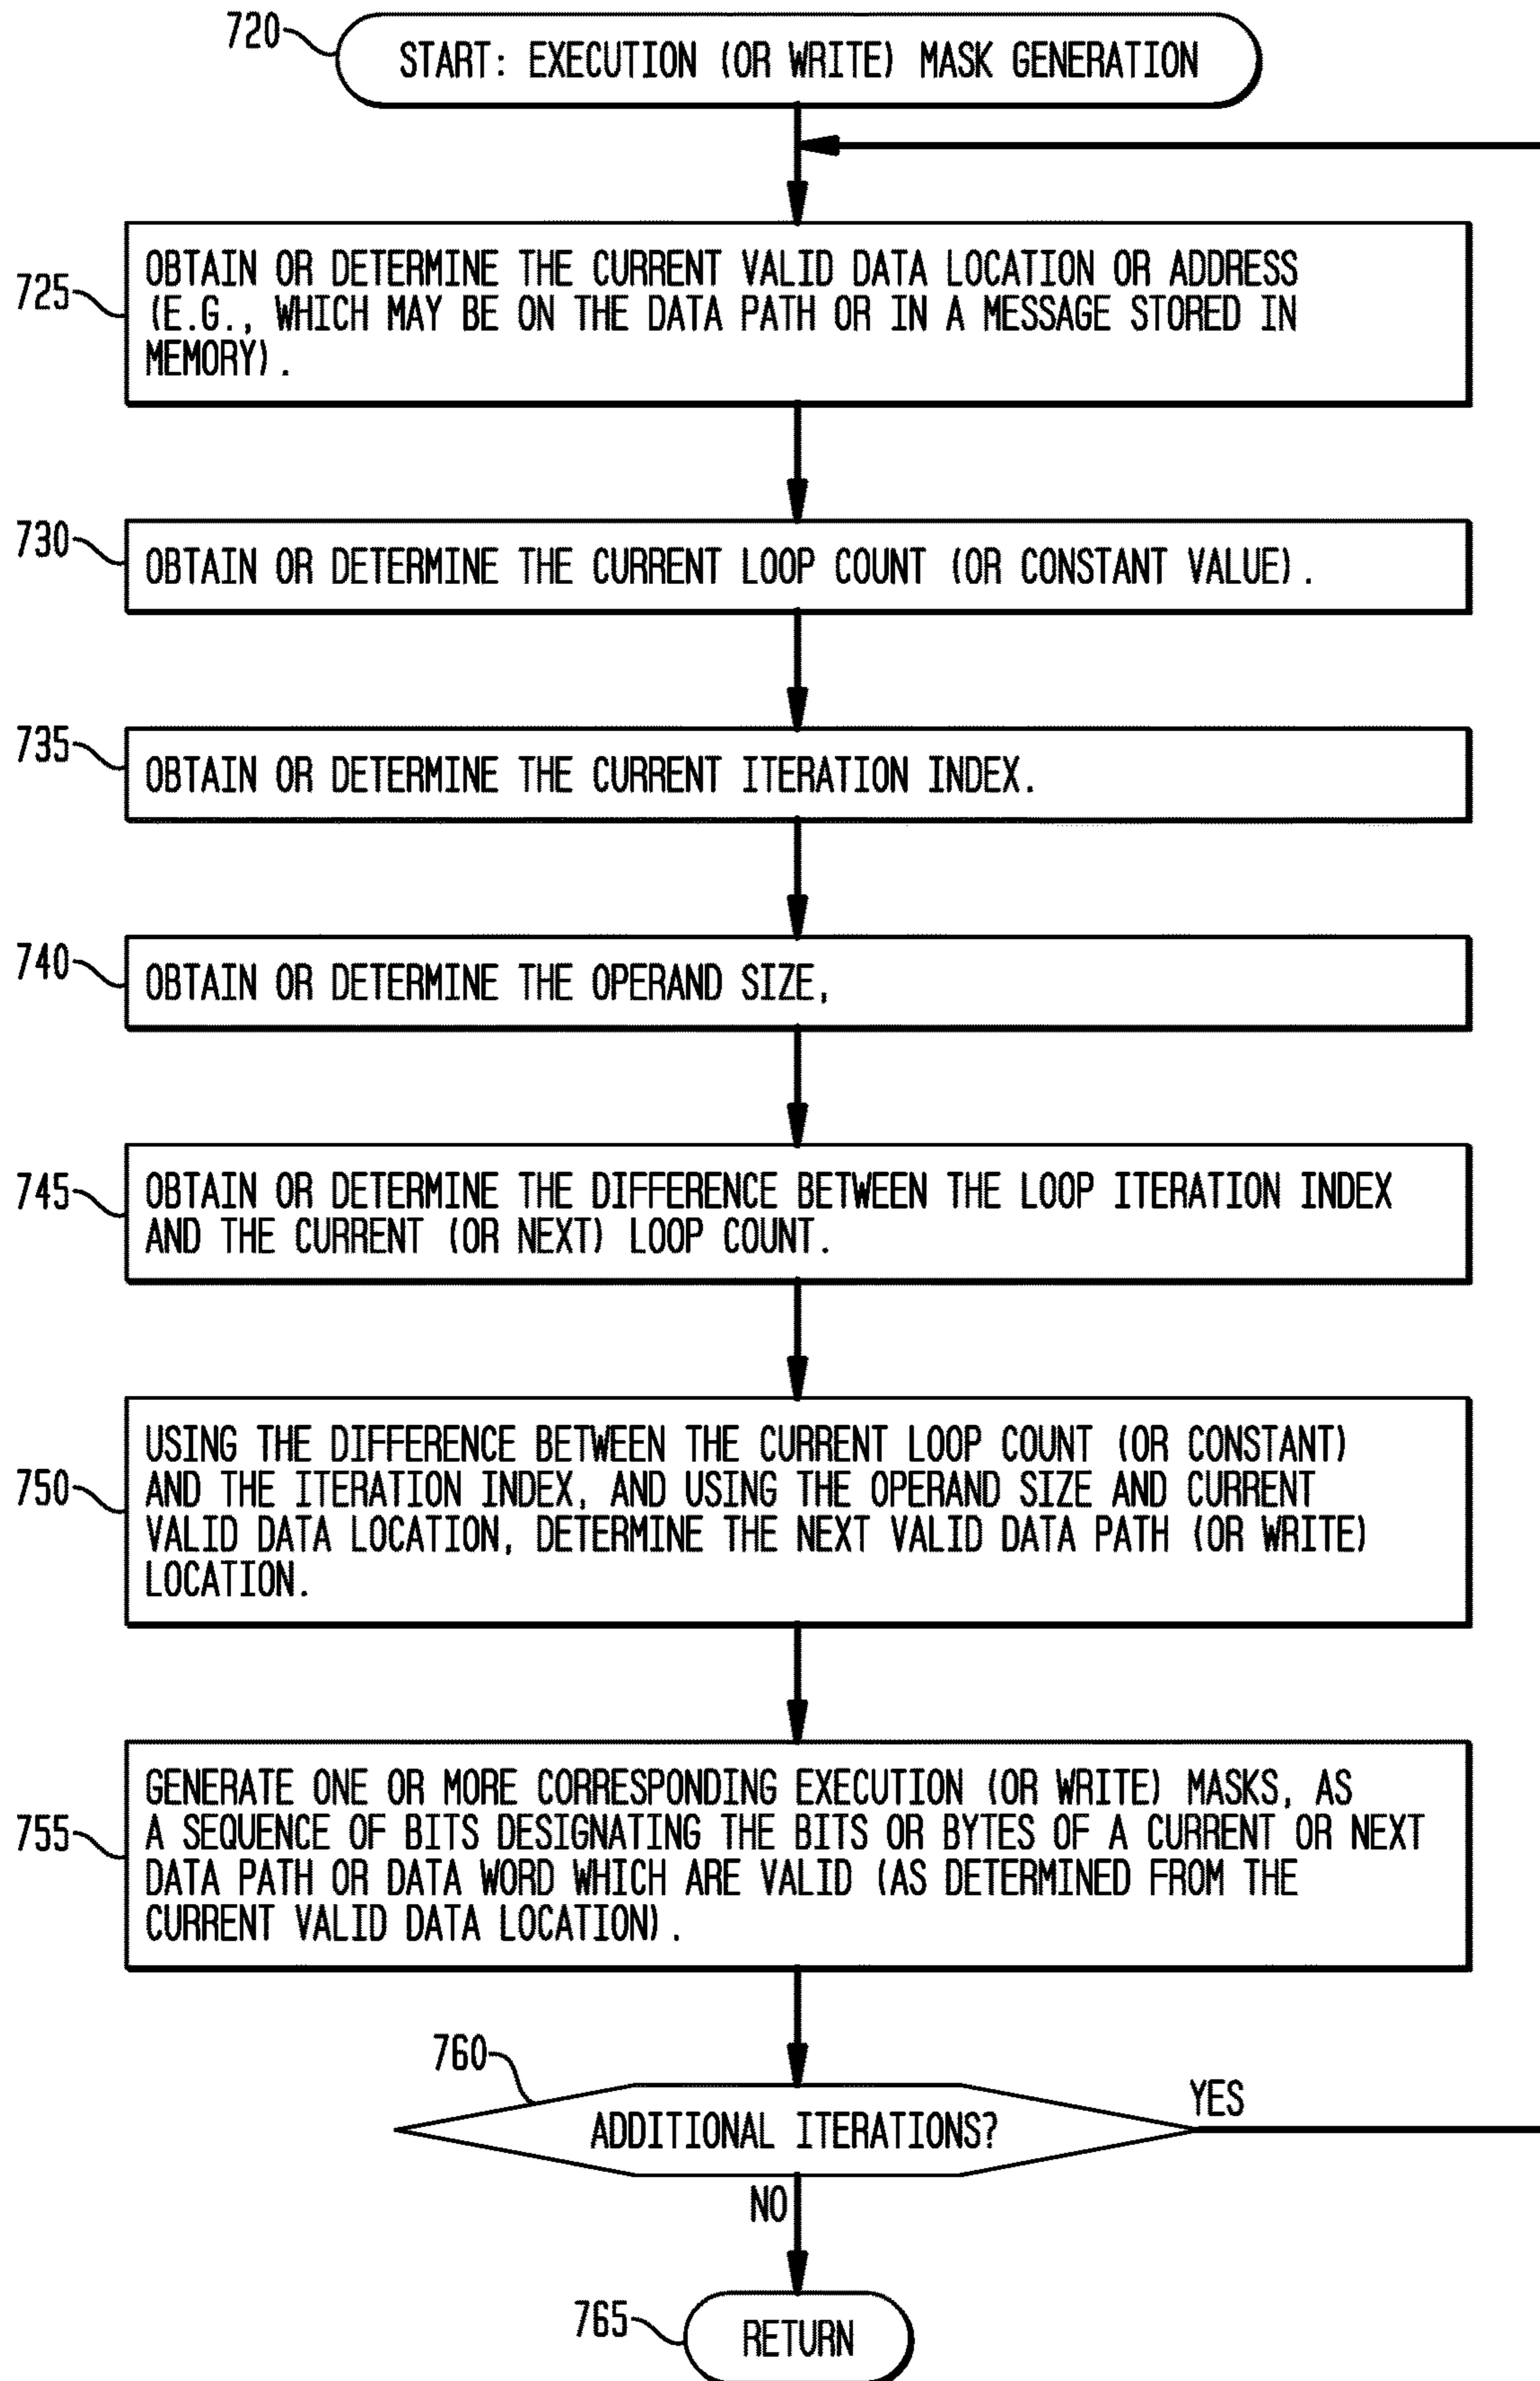 720
START: EXECUTION (OR WRITE) MASK GENERATION
725
OBTAIN OR DETERMINE THE CURRENT VALID DATA LOCATION OR ADDRESS
(E.G., WHICH MAY BE ON THE DATA PATH OR IN A MESSAGE STORED IN
MEMORY).
730
OBTAIN OR DETERMINE THE CURRENT LOOP COUNT (OR CONSTANT VALUE).
735
OBTAIN OR DETERMINE THE CURRENT ITERATION INDEX.
740
OBTAIN OR DETERMINE THE OPERAND SIZE,
745
OBTAIN OR DETERMINE THE DIFFERENCE BETWEEN THE LOOP ITERATION INDEX
AND THE CURRENT (OR NEXT) LOOP COUNT.
750
USING THE DIFFERENCE BETWEEN THE CURRENT LOOP COUNT (OR CONSTANT)
AND THE ITERATION INDEX, AND USING THE OPERAND SIZE AND CURRENT
VALID DATA LOCATION, DETERMINE THE NEXT VALID DATA PATH (OR WRITE)
LOCATION.
755
GENERATE ONE OR MORE CORRESPONDING EXECUTION (OR WRITE) MASKS, AS
A SEQUENCE OF BITS DESIGNATING THE BITS OR BYTES OF A CURRENT OR NEXT
DATA PATH OR DATA WORD WHICH ARE VALID (AS DETERMINED FROM THE
CURRENT VALID DATA LOCATION).
760
ADDITIONAL ITERATIONS?
YES
NO
765
RETURN